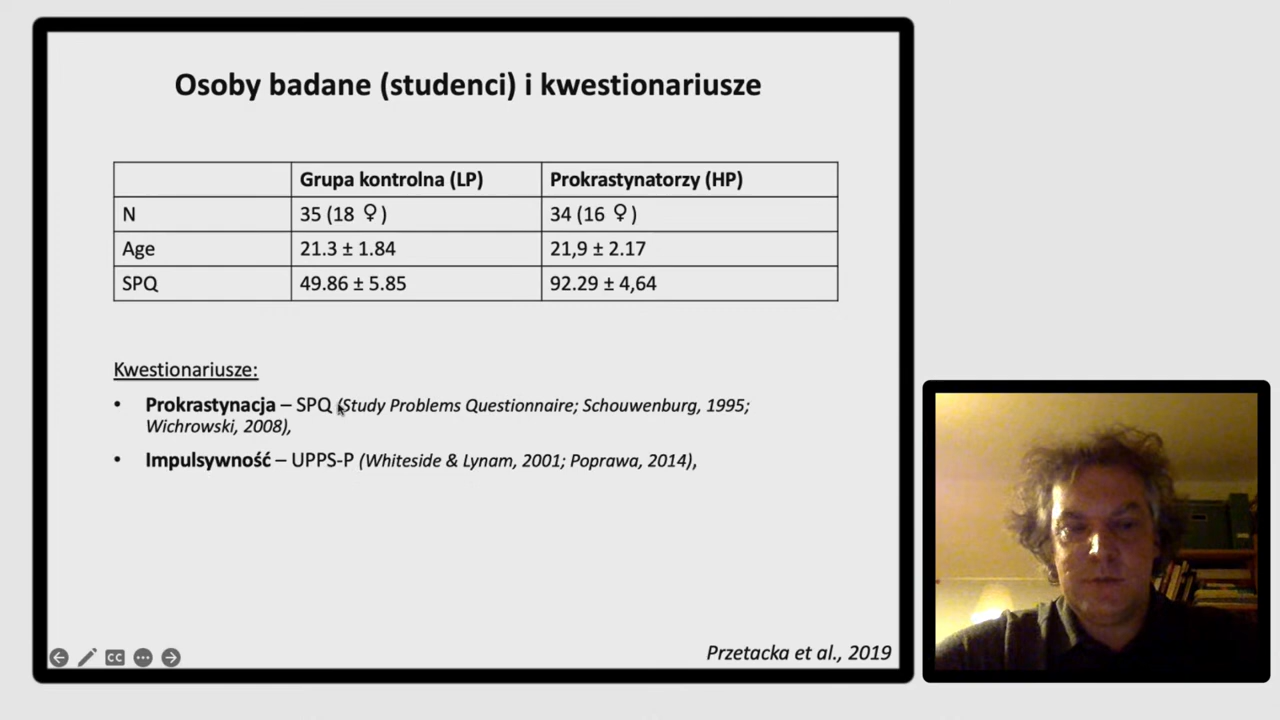 Osoby badane (studenci) i kwestionariusze
Grupa kontrolna (LP) Prokrastynatorzy (HP)
N 35 (18 ♀) 34 (16 ♀)
Age 21.3 ± 1.84 21,9 ± 2.17
SPQ 49.86 ± 5.85 92.29 ± 4,64
Kwestionariusze:
• Prokrastynacja – SPQ (Study Problems Questionnaire; Schouwenburg, 1995;
Wichrowski, 2008),
• Impulsywność – UPPS-P (Whiteside & Lynam, 2001; Poprawa, 2014),
CC
Przetacka et al., 2019